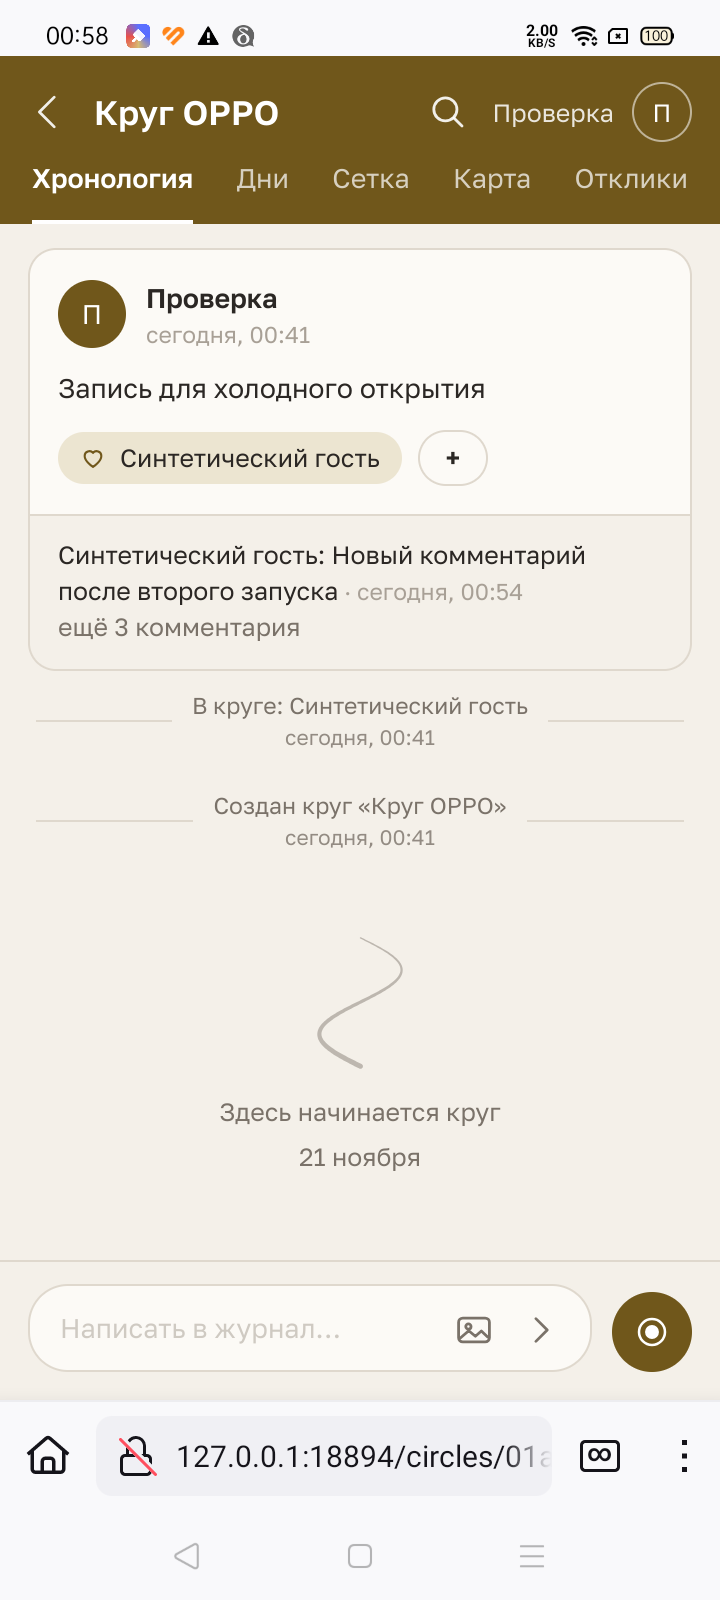 00:58
2.00
KB/S
100
Круг OPPO
Проверка
П
Хронология
Дни
Сетка
Карта
Отклики
П
Проверка
сегодня, 00:41
Запись для холодного открытия
Синтетический гость
+
Синтетический гость: Новый комментарий
после второго запуска · сегодня, 00:54
ещё 3 комментария
В круге: Синтетический гость
сегодня, 00:41
Создан круг «Круг OPPO»
сегодня, 00:41
Здесь начинается круг
21 ноября
Написать в журнал...
127.0.0.1:18894/circles/01a